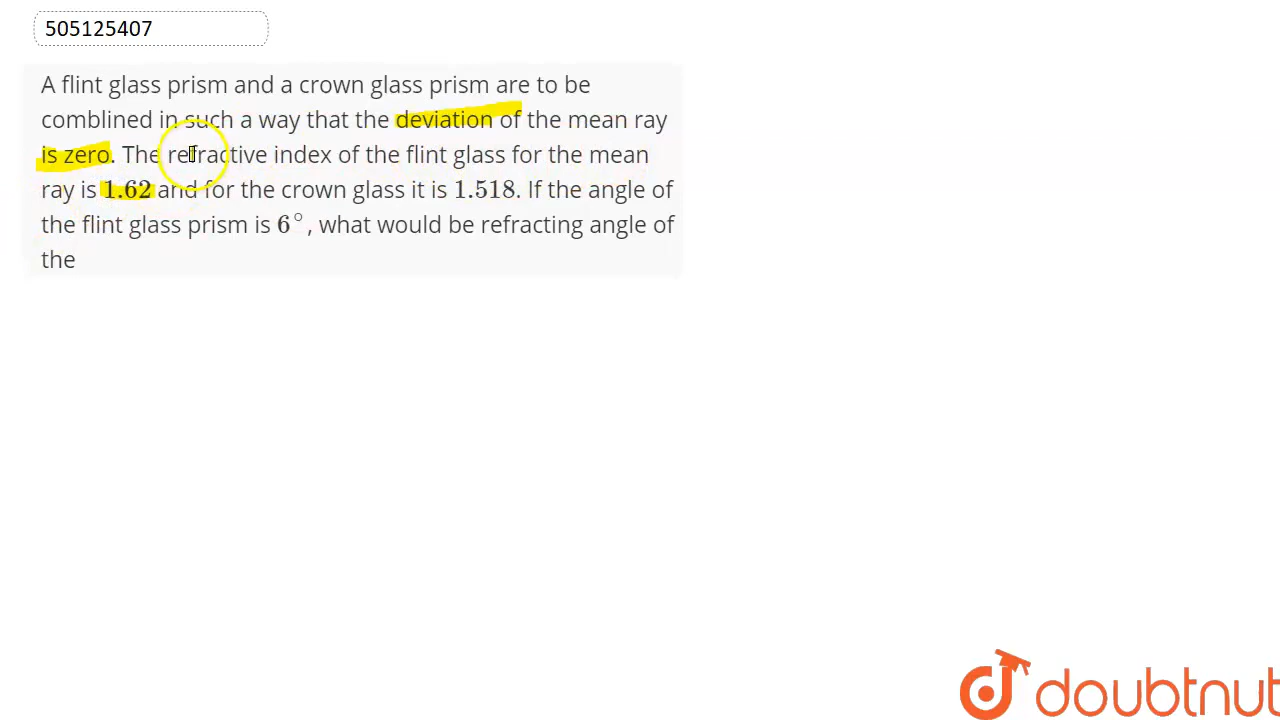 505125407
A flint glass prism and a crown glass prism are to be
comblined in such a way that the deviation of the mean ray
is zero. The refractive index of the flint glass for the mean
ray is 1.62 and for the crown glass it is 1.518. If the angle of
the flint glass prism is 6°, what would be refracting angle of
the
doubtnut